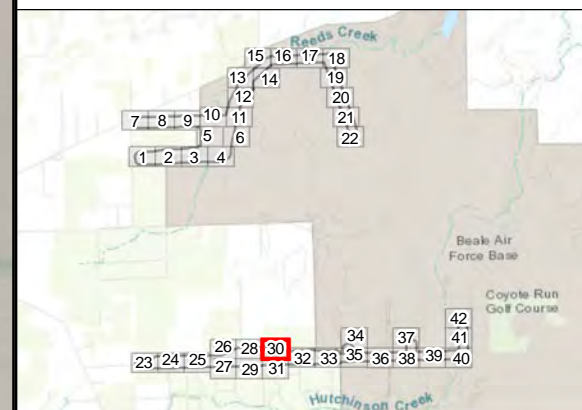 Reeds Creek
15 16 17 18
13 14 19
12 20
7 8 9 10 11 21
5 6 22
1 2 3 4
Beale Air
Force Base
Coyote Run
Golf Course
42
34 37 41
26 28 30
23 24 25 27 29 31 32 33 35 36 38 39 40
Hutchinson Creek